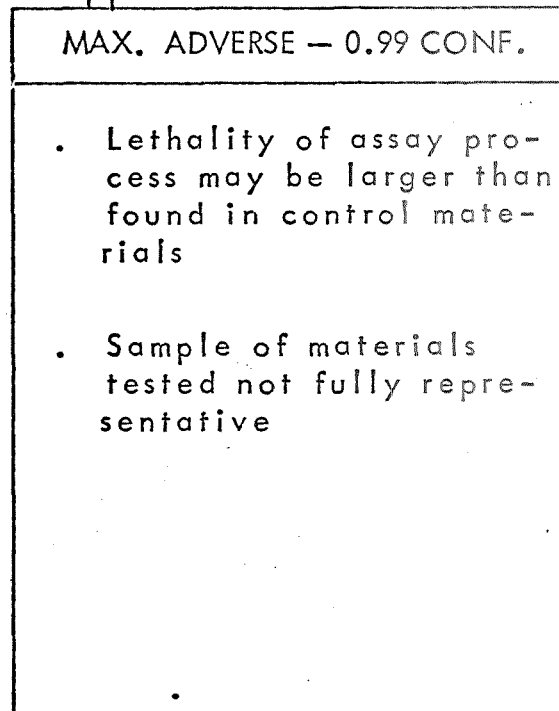 MAX. ADVERSE — 0.99 CONF.
. Lethality of assay pro-
cess may be larger than
found in control mate-
rials
. Sample of materials
tested not fully repre-
sentative